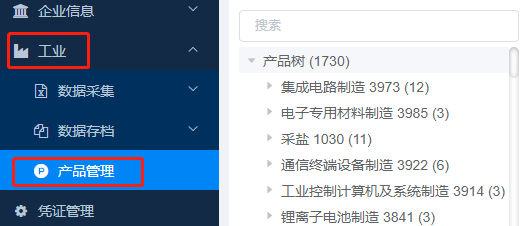 企业信息
工业
数据采集
数据存档
P 产品管理
凭证管理
搜索
产品树 (1730)
集成电路制造 3973 (12)
电子专用材料制造 3985 (3)
采盐 1030 (11)
通信终端设备制造 3922 (6)
工业控制计算机及系统制造 3914 (3)
锂离子电池制造 3841 (3)